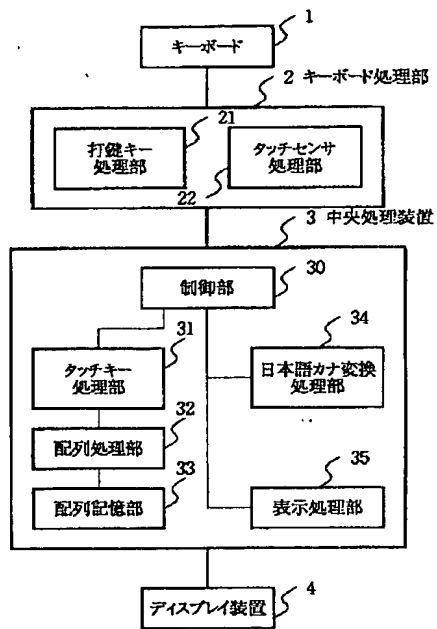 1
キーボード
2 キーボード処理部
21
打鍵キー
処理部
タッチセンサ
処理部
22
3 中央処理装置
30
制御部
31
タッチキー
処理部
34
日本語カナ変換
処理部
32
配列処理部
33
配列記憶部
35
表示処理部
4
ディスプレイ装置